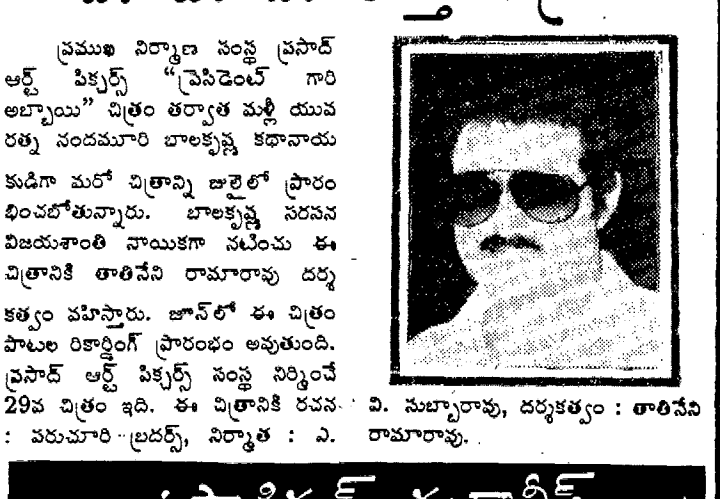 ప్రముఖ నిర్మాణ సంస్థ ప్రసాద్
ఆర్ట్ పిక్చర్స్ “ప్రెసిడెంట్ గారి
అబ్బాయి” చిత్రం తర్వాత మళ్లీ యువ
రత్న నందమూరి బాలకృష్ణ కథానాయ
కుడిగా మరో చిత్రాన్ని జులైలో ప్రారం
భించబోతున్నారు. బాలకృష్ణ సరసన
విజయశాంతి నాయికగా నటించు ఈ
చిత్రానికి తాతినేని రామారావు దర్శ
కత్వం వహిస్తారు. జూన్‌లో ఈ చిత్రం
పాటల రికార్డింగ్ ప్రారంభం అవుతుంది.
ప్రసాద్ ఆర్ట్ పిక్చర్స్ సంస్థ నిర్మించే
29వ చిత్రం ఇది. ఈ చిత్రానికి రచన
: పరుచూరి బ్రదర్స్, నిర్మాత : ఎ.
వి. సుబ్బారావు, దర్శకత్వం : తాతినేని
రామారావు.